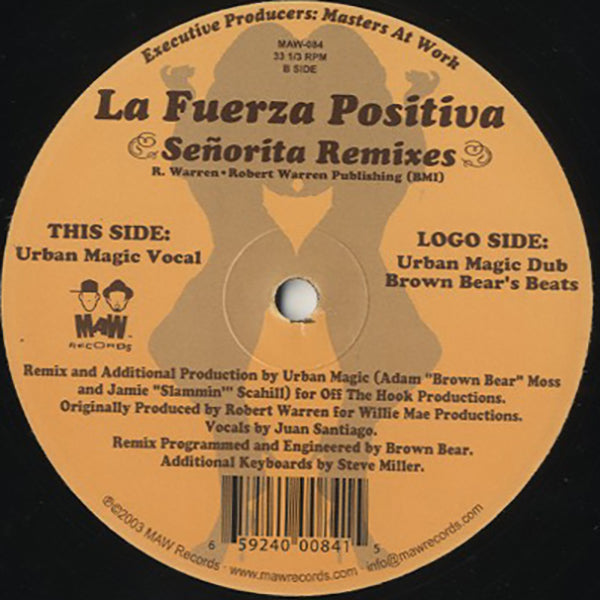 Executive Producers: Masters At Work
MAW-084
33 1/3 RPM
B SIDE
La Fuerza Positiva
Señorita Remixes
R. Warren • Robert Warren Publishing (BMI)
THIS SIDE:
Urban Magic Vocal
LOGO SIDE:
Urban Magic Dub
Brown Bear's Beats
MAW
RECORDS
Remix and Additional Production by Urban Magic (Adam "Brown Bear" Moss
and Jamie "Slammin'" Scahill) for Off The Hook Productions.
Originally Produced by Robert Warren for Willie Mae Productions.
Vocals by Juan Santiago.
Remix Programmed and Engineered by Brown Bear.
Additional Keyboards by Steve Miller.
6 59240 00841 5
℗©2003 MAW Records · www.mawrecords.com · info@mawrecords.com